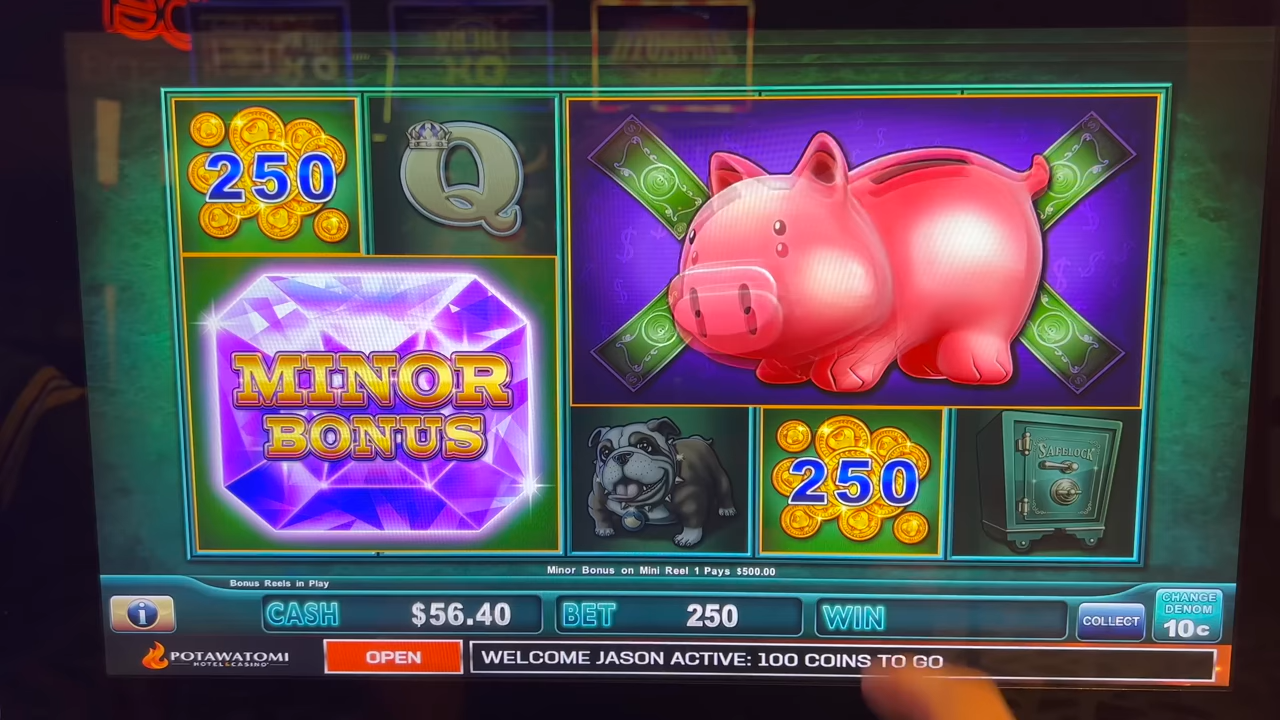 250
Q
MINOR
BONUS
250
SAFELOCK
Minor Bonus on Mini Reel 1 Pays $500.00
Bonus Reels in Play
CASH $56.40 BET 250 WIN
COLLECT
CHANGE
DENOM
10¢
POTAWATOMI
HOTEL & CASINO
OPEN
WELCOME JASON ACTIVE: 100 COINS TO GO